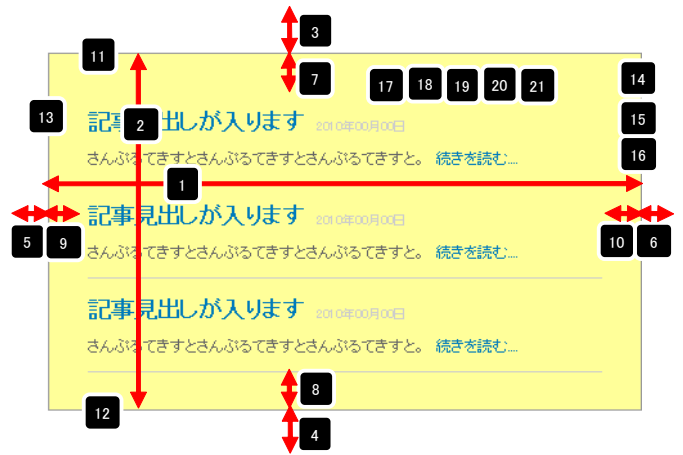 3
11
7
17 18 19 20 21 14
13
2
記事見出しが入ります 2010年00月00日
15
さんぷるてきすとさんぷるてきすとさんぷるてきすと。 続きを読む...
16
1
記事見出しが入ります 2010年00月00日
5 9 10 6
さんぷるてきすとさんぷるてきすとさんぷるてきすと。 続きを読む...
記事見出しが入ります 2010年00月00日
さんぷるてきすとさんぷるてきすとさんぷるてきすと。 続きを読む...
8
12
4